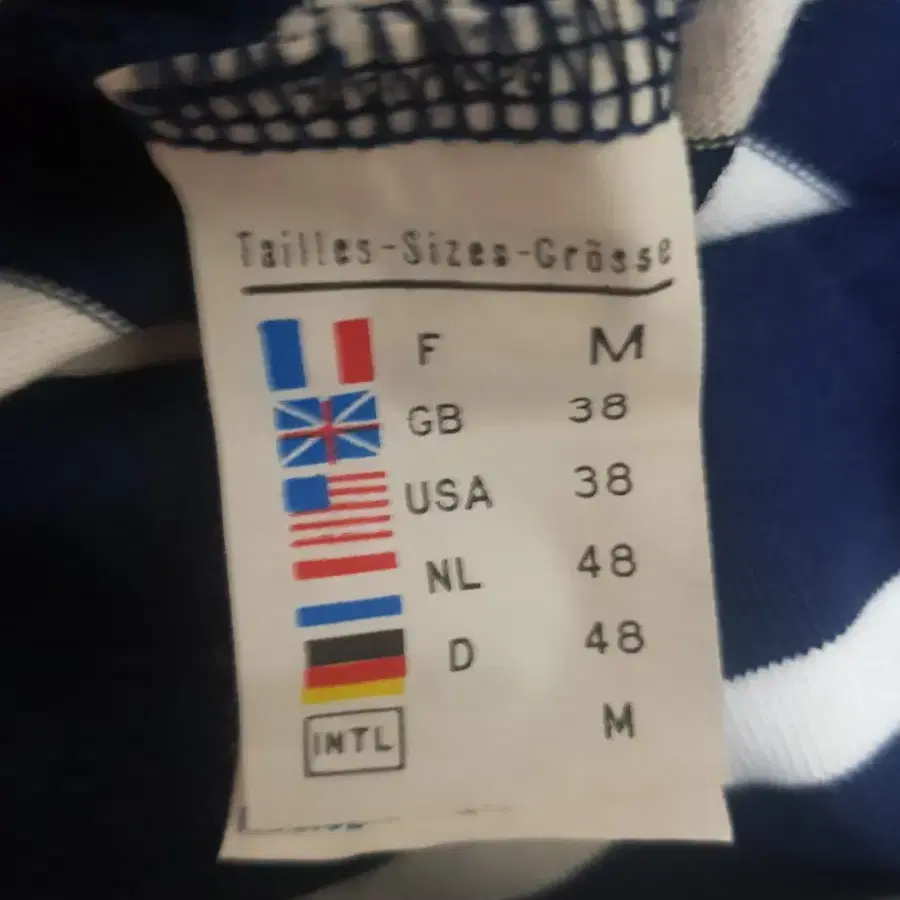 Tailles-Sizes-Grösse
F M
GB 38
USA 38
NL 48
D 48
INTL M